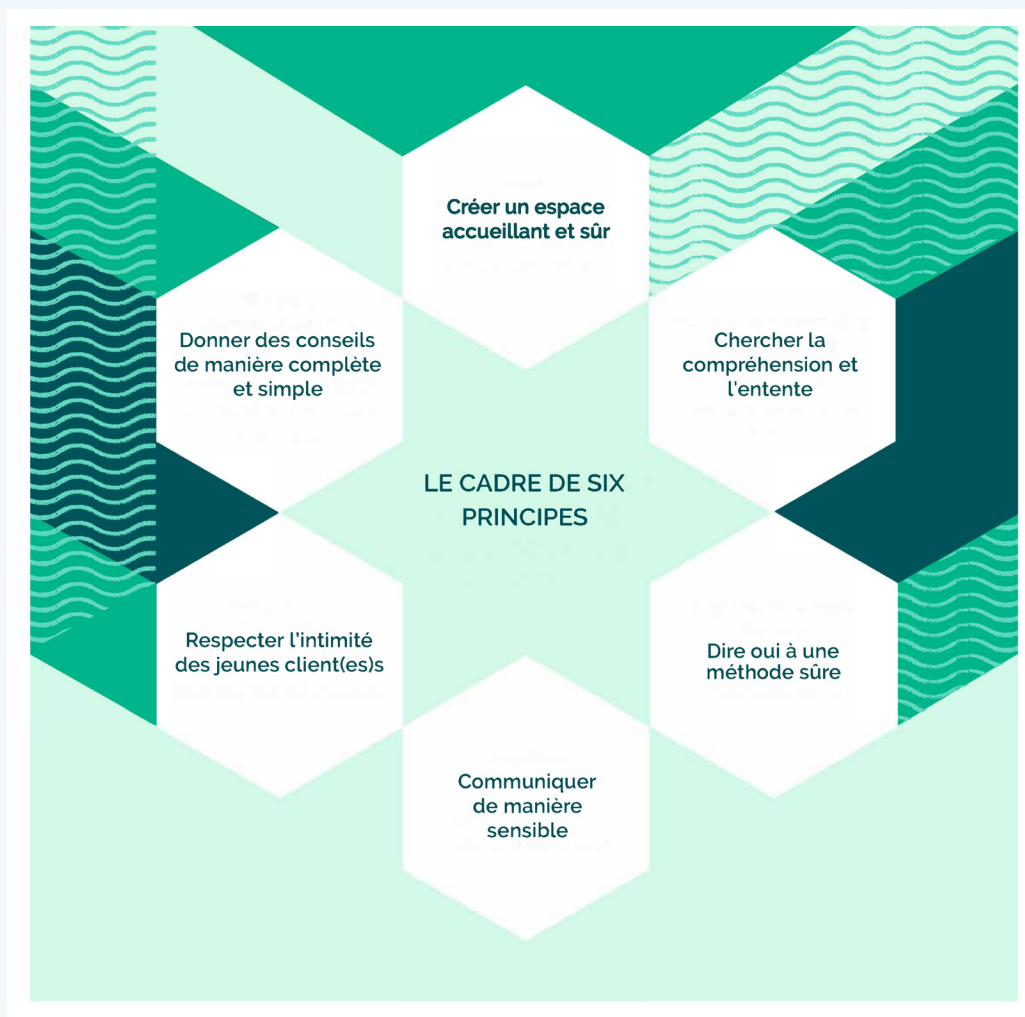 Créer un espace
accueillant et sûr
Donner des conseils
de manière complète
et simple
Chercher la
compréhension et
l'entente
LE CADRE DE SIX
PRINCIPES
Respecter l'intimité
des jeunes client(es)s
Dire oui à une
méthode sûre
Communiquer
de manière
sensible